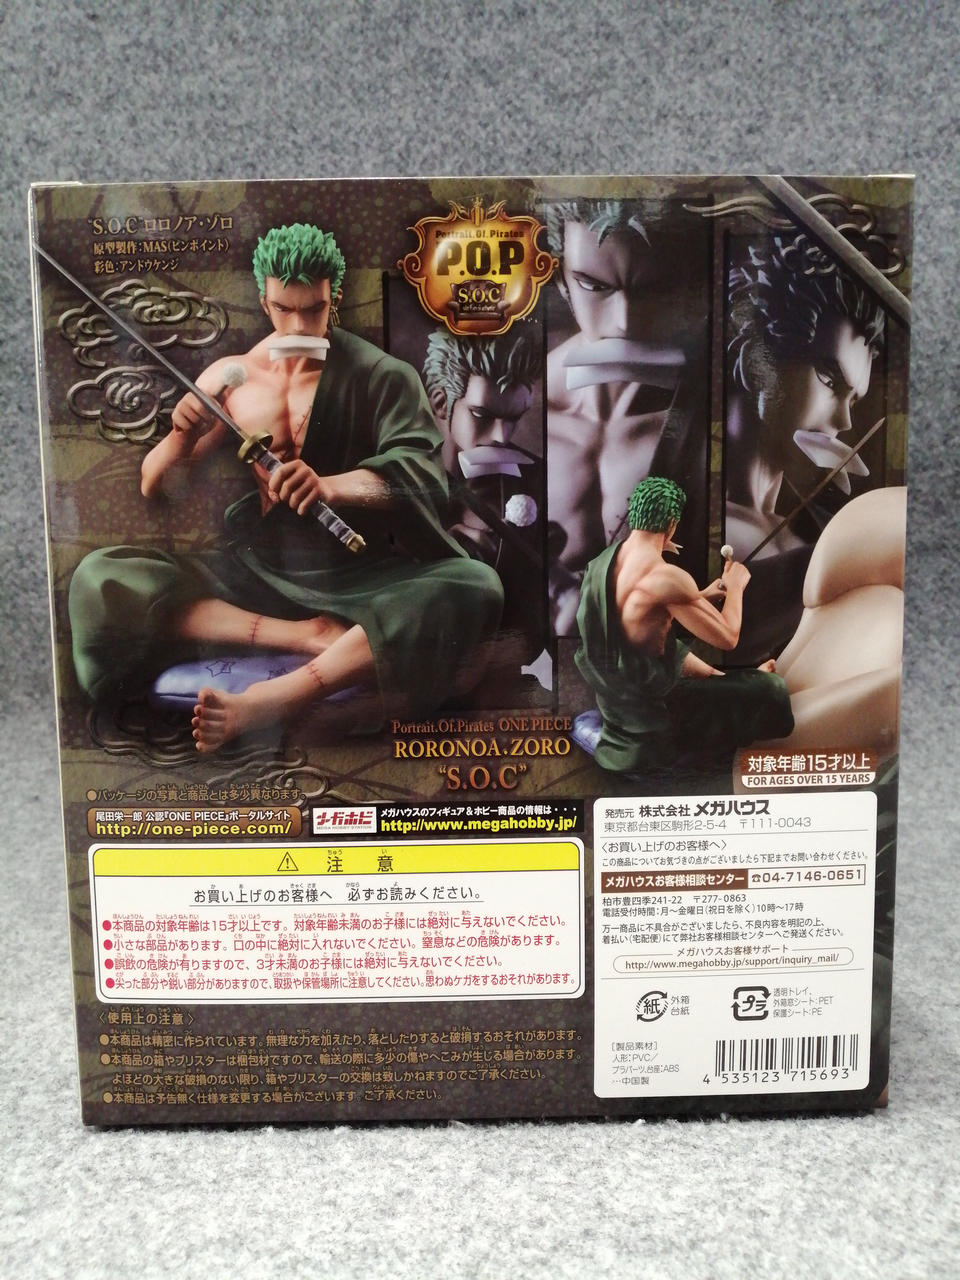 "S.O.C"ロロノア・ゾロ
原型製作:MAS(ピンポイント)
彩色:アンドウケンジ
Portrait.Of.Pirates
P.O.P
S.O.C
Portrait.Of.Pirates ONE PIECE
RORONOA.ZORO
"S.O.C"
対象年齢15才以上
FOR AGES OVER 15 YEARS
●パッケージの写真と商品とは多少異なります。
尾田栄一郎 公認『ONE PIECE』ポータルサイト
http://one-piece.com/
メガホビ
MEGA HOBBY STATION
メガハウスのフィギュア&ホビー商品の情報は・・・
http://www.megahobby.jp/
注意
お買い上げのお客様へ 必ずお読みください。
●本商品の対象年齢は15才以上です。対象年齢未満のお子様には絶対に与えないでください。
●小さな部品があります。口の中に絶対に入れないでください。窒息などの危険があります。
●誤飲の危険が有りますので、3才未満のお子様には絶対に与えないでください。
●尖った部分や鋭い部分がありますので、取扱や保管場所に注意してください。思わぬケガをするおそれがあります。
〈使用上の注意〉
●本商品は精密に作られています。無理な力を加えたり、落としたりすると破損するおそれがあります。
●本商品の箱やブリスターは梱包材ですので、輸送の際に多少の傷やへこみが生じる場合があります。
よほどの大きな破損のない限り、箱やブリスターの交換は致しかねますのでご了承ください。
●本商品は予告無く仕様を変更する場合がございます。ご了承ください。
発売元 株式会社 メガハウス
東京都台東区駒形2-5-4 〒111-0043
〈お買い上げのお客様へ〉
この商品についてお気づきの点がございましたら下記までお問い合わせください。
メガハウスお客様相談センター ☎04-7146-0651
柏市豊四季241-22 〒277-0863
電話受付時間:月〜金曜日(祝日を除く)10時〜17時
万一商品に不具合がございましたら、不良内容を明記の上、
着払い(宅配便)にて弊社お客様相談センターへご発送ください。
メガハウスお客様サポート
http://www.megahobby.jp/support/inquiry_mail/
紙
外箱
台紙
プラ
透明トレイ、
外箱窓シート:PET
保護シート:PE
[製品素材]
人形:PVC/
プラパーツ,台座:ABS
…中国製
4 535123 715693